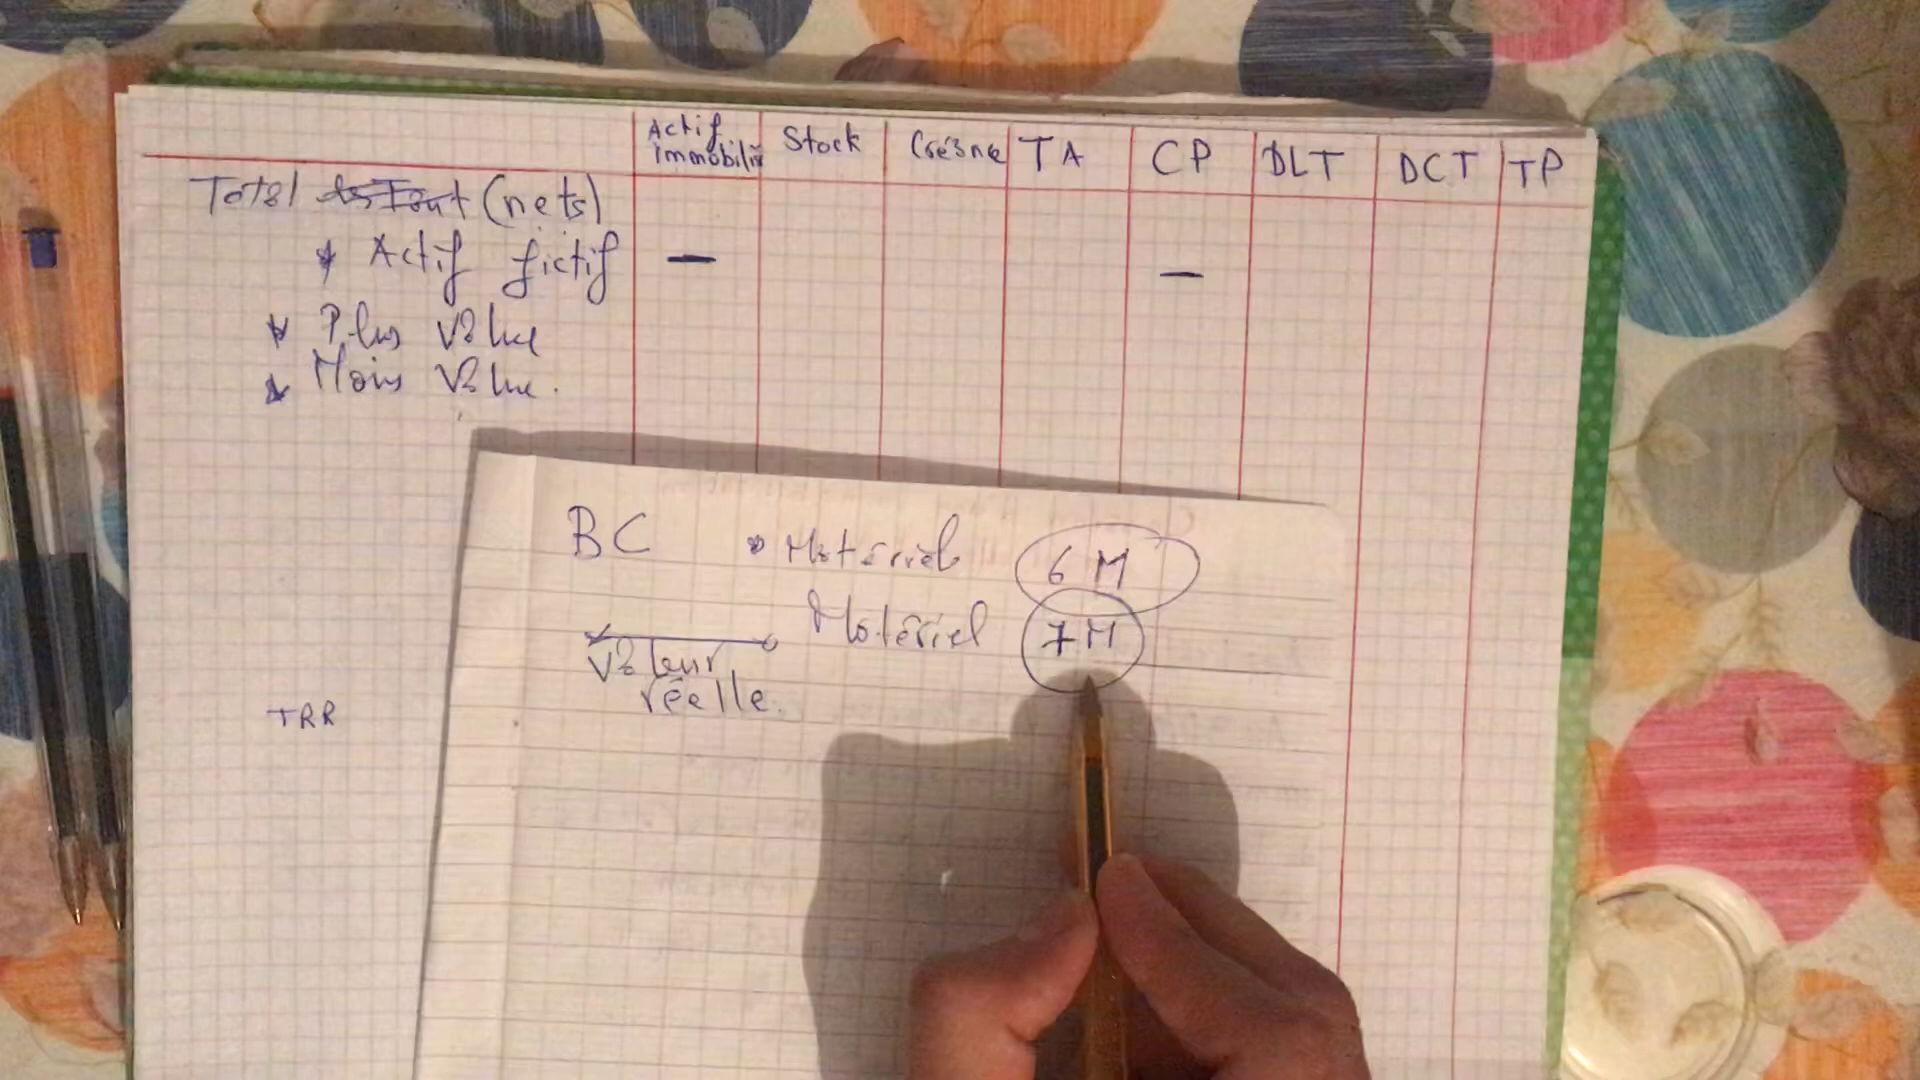 Actif immobilisé Stock Créance TA CP DLT DCT TP
Total (nets)
* Actif fictif — —
* Plus Value
* Moins Value.
BC • Matériel 6 M
Matériel 7 M
Valeur réelle.
TRR